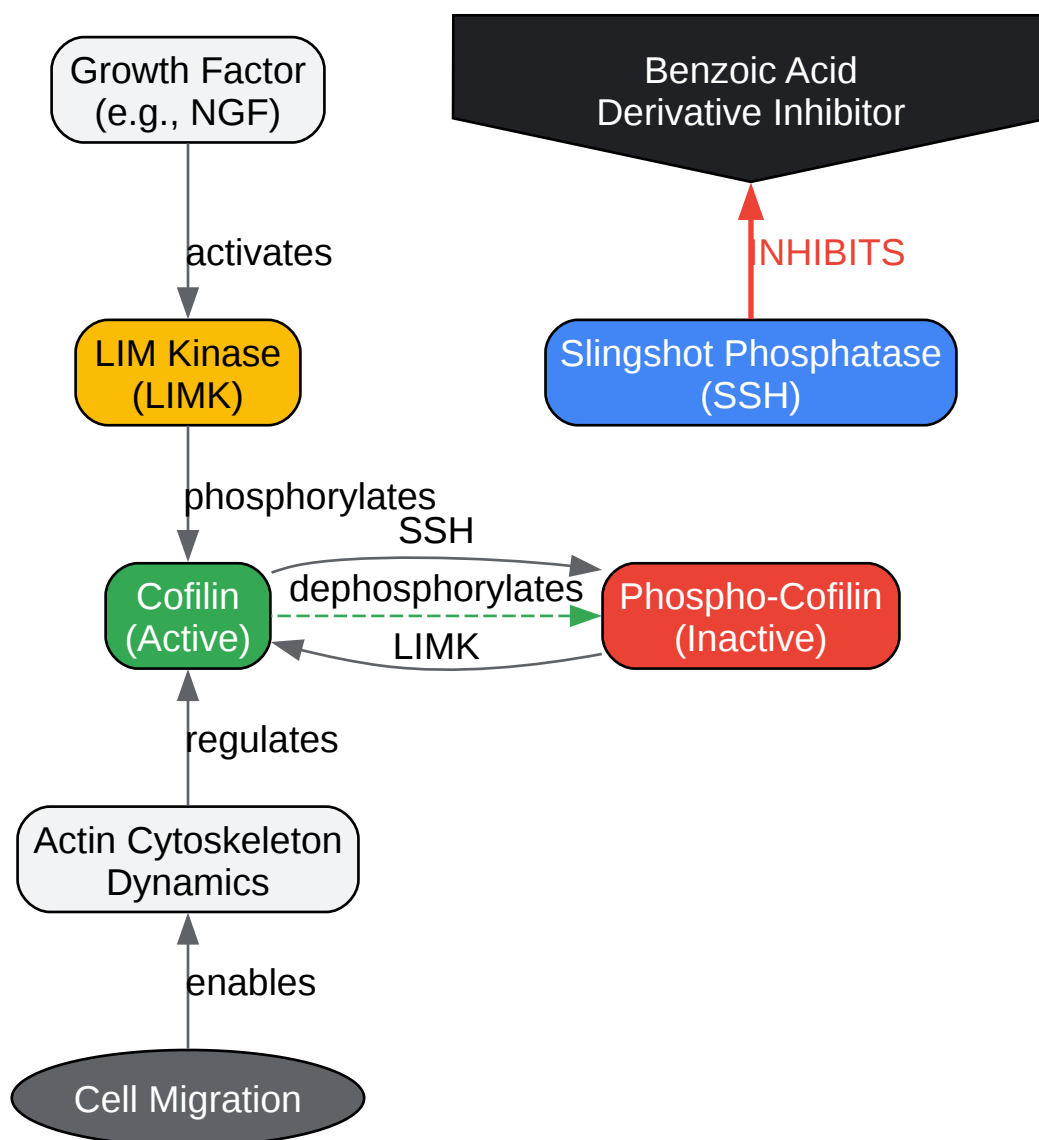 Growth Factor
(e.g., NGF)
Benzoic Acid
Derivative Inhibitor
activates
INHIBITS
LIM Kinase
(LIMK)
Slingshot Phosphatase
(SSH)
phosphorylates
SSH
Cofilin
(Active)
dephosphorylates
Phospho-Cofilin
(Inactive)
LIMK
regulates
Actin Cytoskeleton
Dynamics
enables
Cell Migration